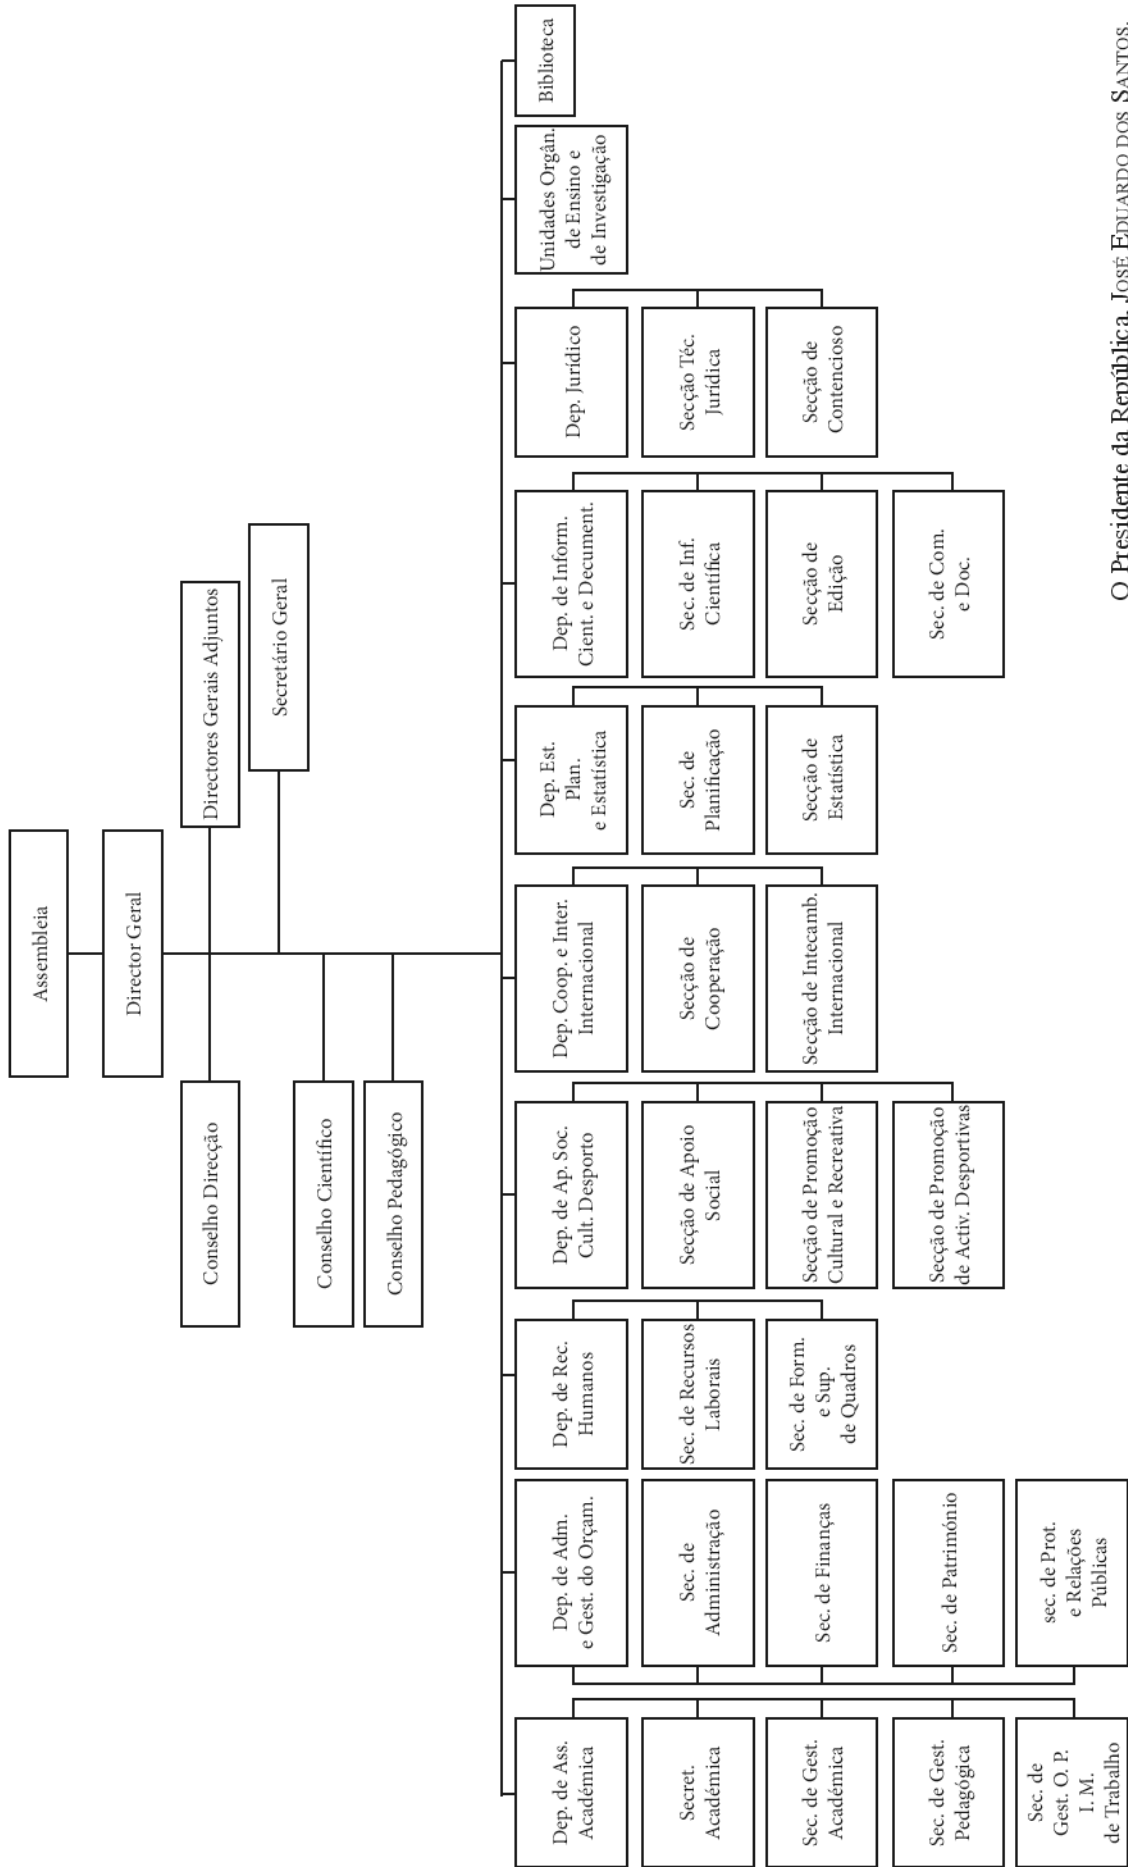 Assembleia
Director Geral
Conselho Direcção
Directores Gerais Adjuntos
Secretário Geral
Conselho Científico
Conselho Pedagógico
Dep. de Ass.
Académica
Secret.
Académica
Sec. de Gest.
Académica
Sec. de Gest.
Pedagógica
Sec. de
Gest. O. P.
I. M.
de Trabalho
Dep. de Adm.
e Gest. do Orçam.
Sec. de
Administração
Sec. de Finanças
Sec. de Património
sec. de Prot.
e Relações
Públicas
Dep. de Rec.
Humanos
Sec. de Recursos
Laborais
Sec. de Form.
e Sup.
de Quadros
Dep. de Ap. Soc.
Cult. Desporto
Secção de Apoio
Social
Secção de Promoção
Cultural e Recreativa
Secção de Promoção
de Activ. Desportivas
Dep. Coop. e Inter.
Internacional
Secção de
Cooperação
Secção de Intecamb.
Internacional
Dep. Est.
Plan.
e Estatística
Sec. de
Planificação
Secção de
Estatística
Dep. de Inform.
Cient. e Decument.
Sec. de Inf.
Científica
Secção de
Edição
Sec. de Com.
e Doc.
Dep. Jurídico
Secção Téc.
Jurídica
Secção de
Contencioso
Unidades Orgân.
de Ensino e
de Investigação
Biblioteca
O Presidente da República, JOSÉ EDUARDO DOS SANTOS.